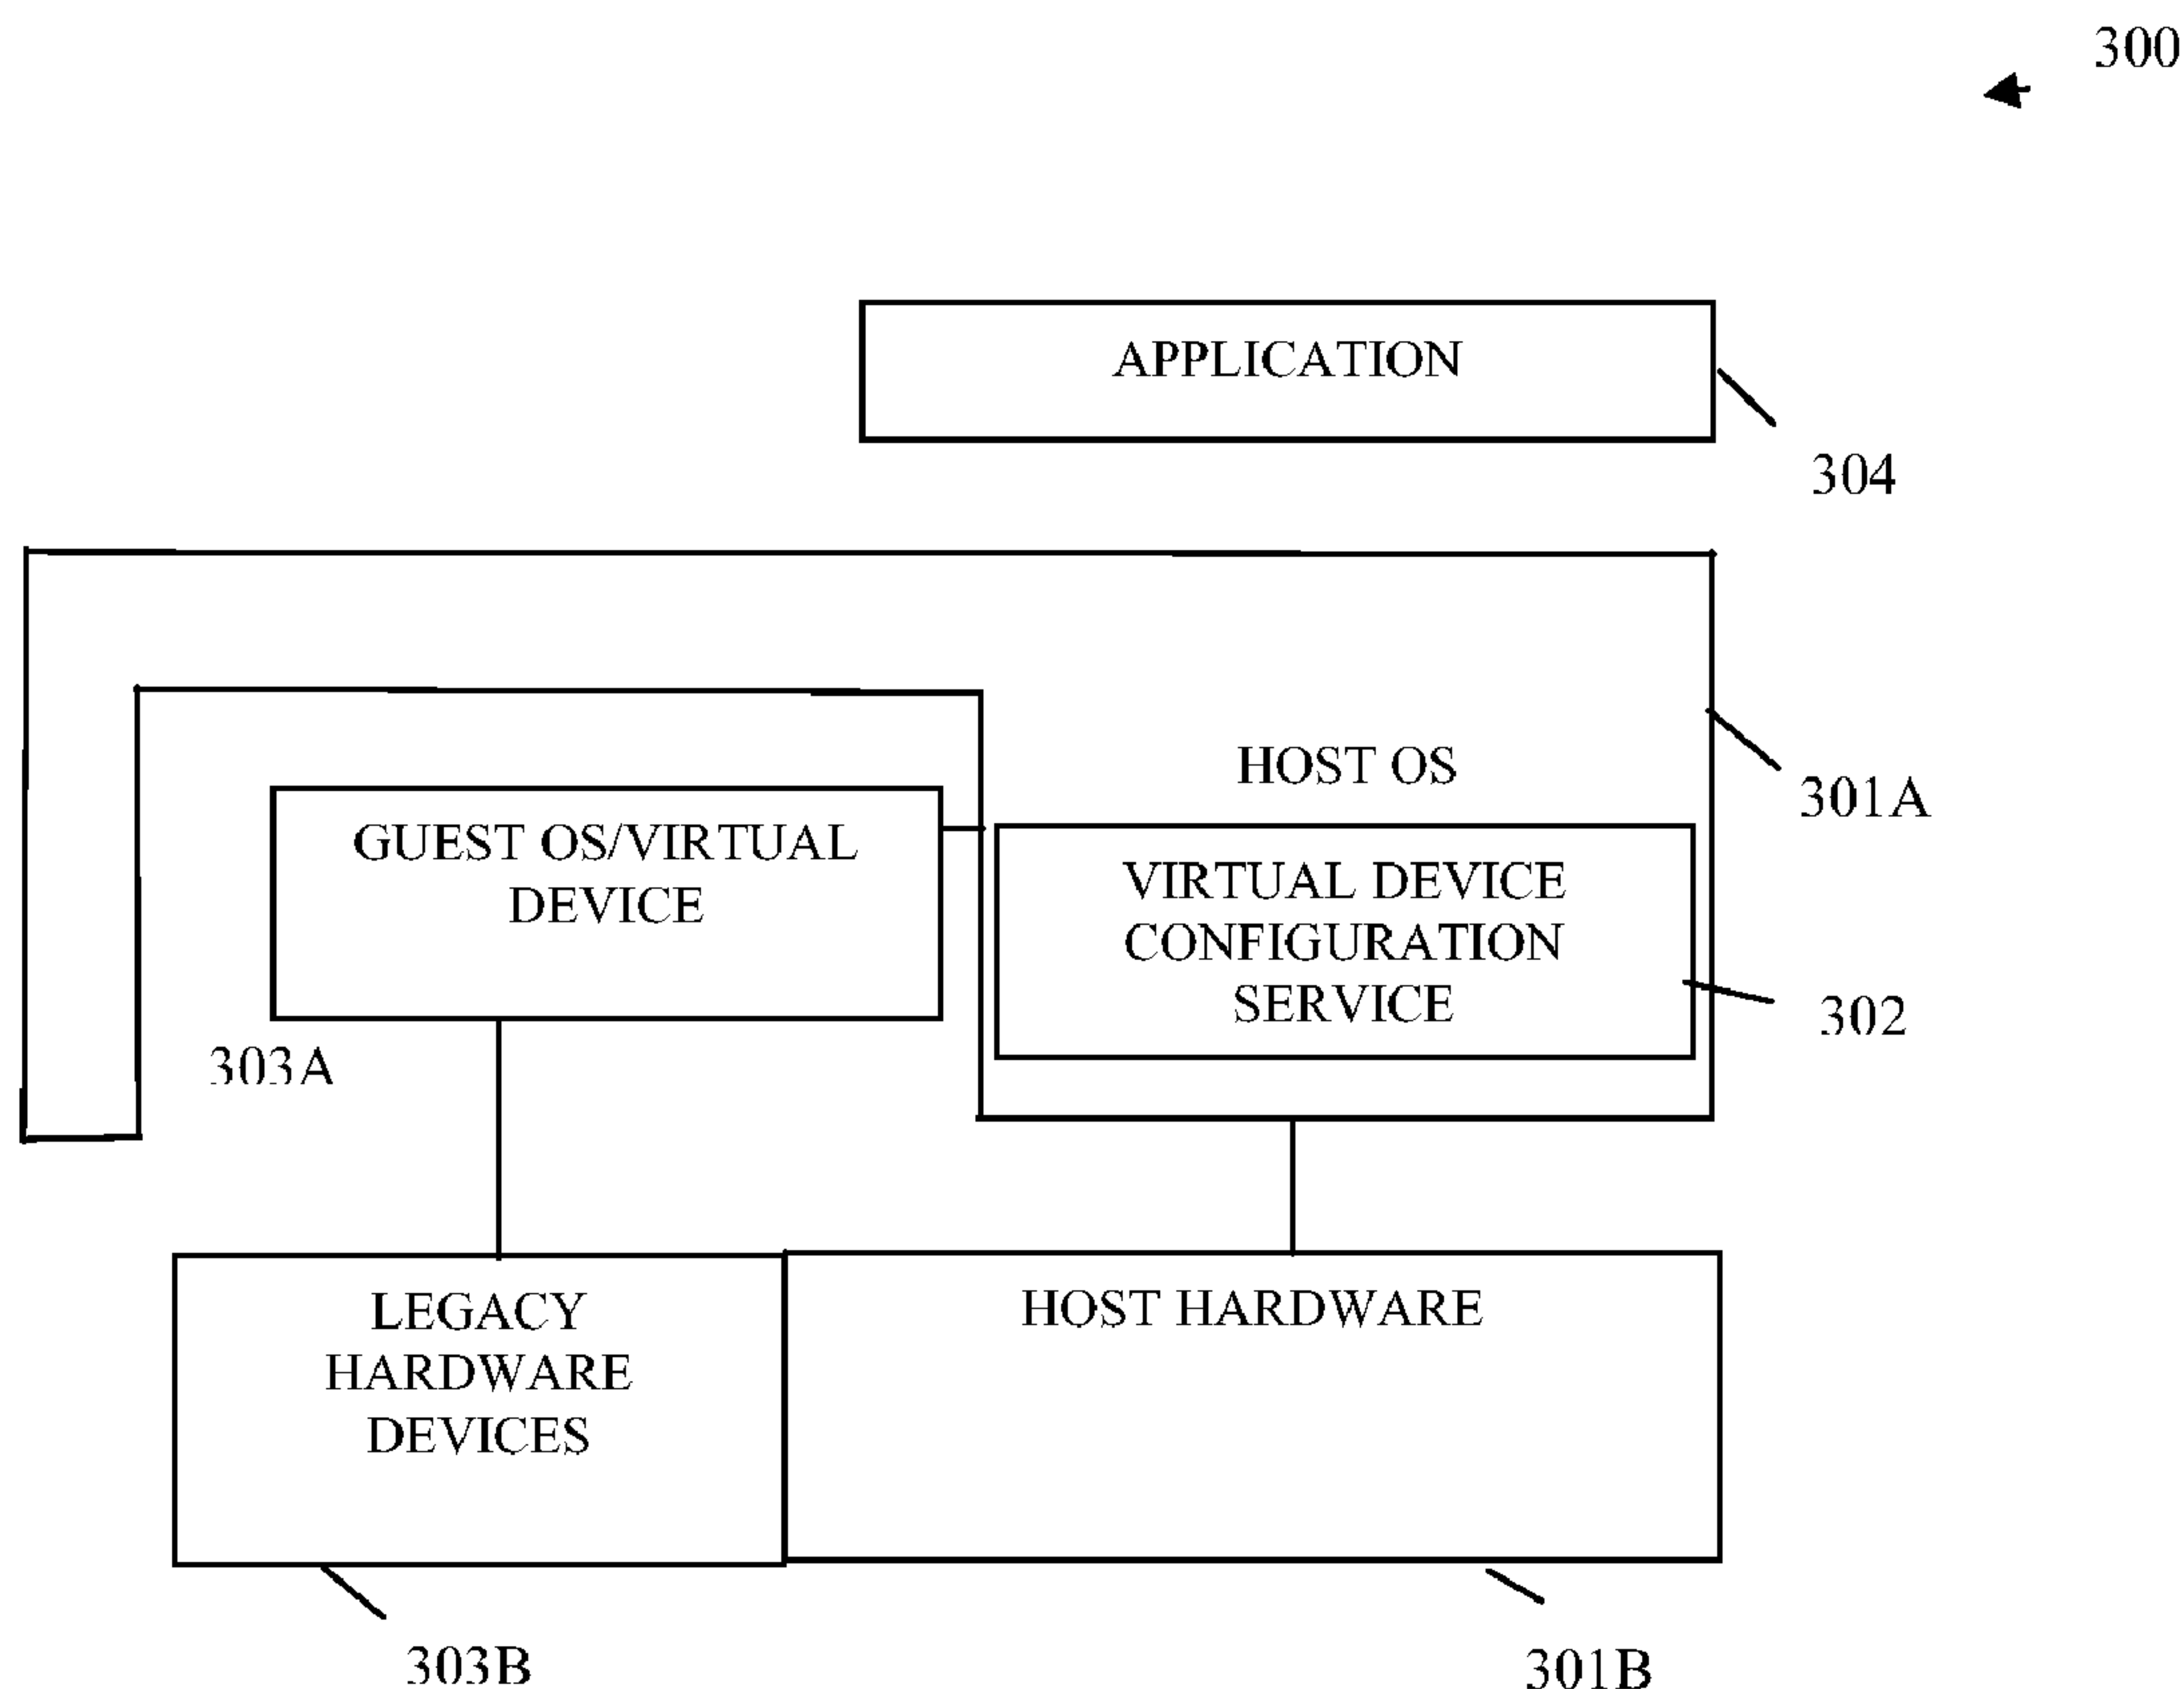 300
APPLICATION
304
HOST OS
301A
GUEST OS/VIRTUAL
DEVICE
VIRTUAL DEVICE
CONFIGURATION
SERVICE
302
303A
LEGACY
HARDWARE
DEVICES
HOST HARDWARE
303B
301B